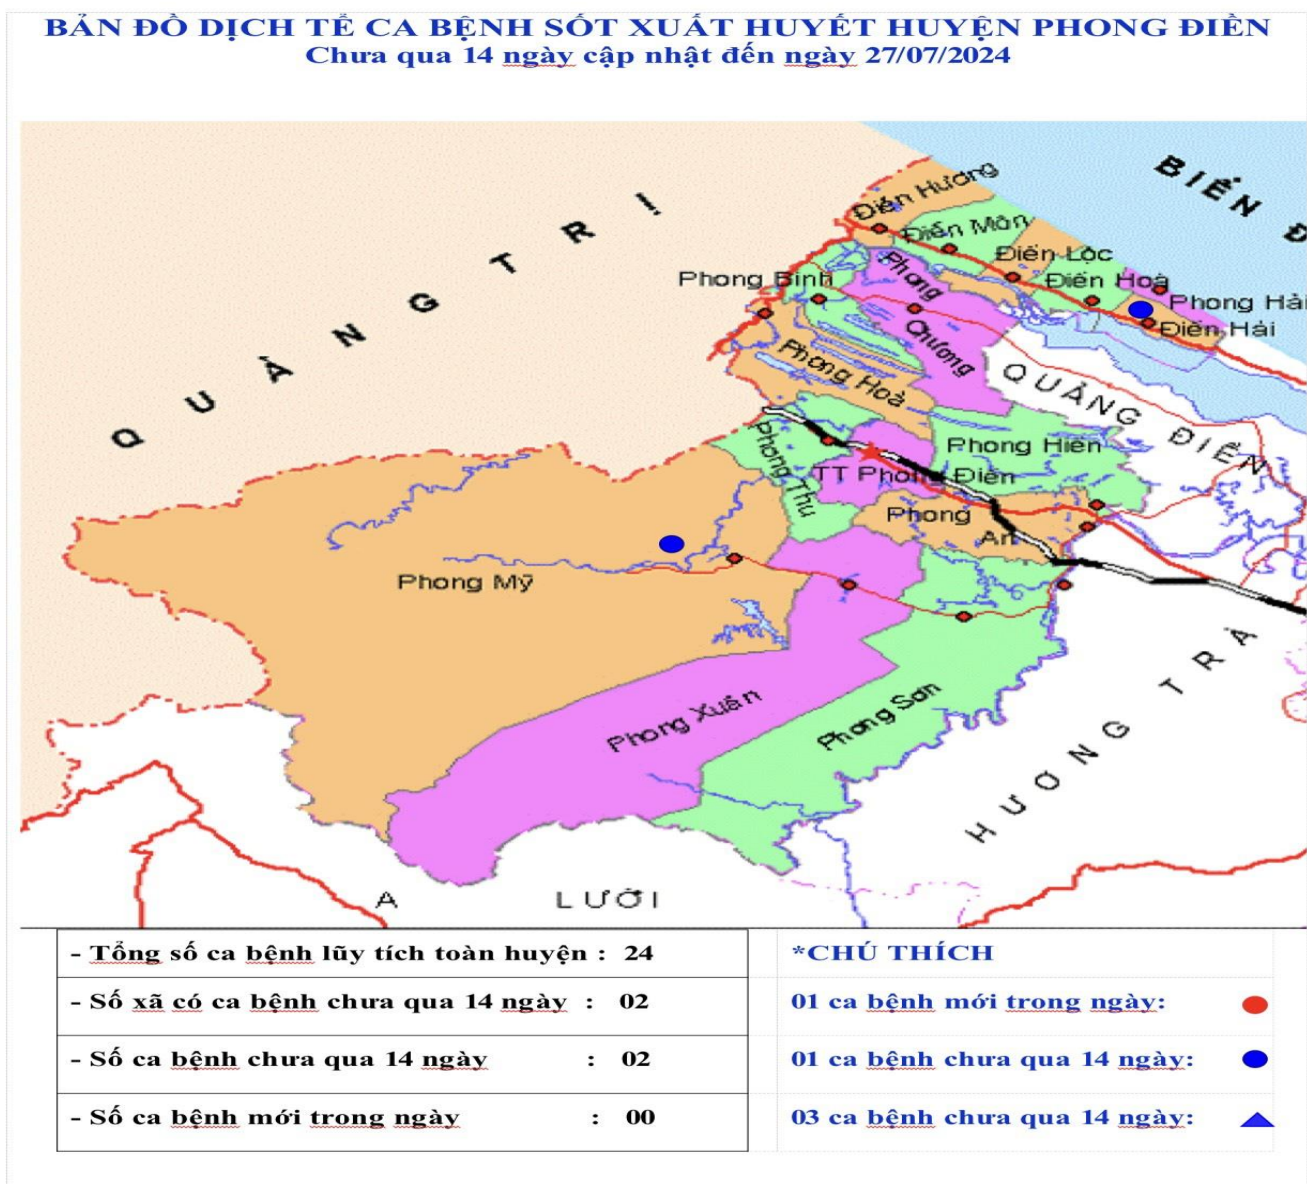 BẢN ĐỒ DỊCH TỄ CA BỆNH SỐT XUẤT HUYẾT HUYỆN PHONG ĐIỀN
Chưa qua 14 ngày cập nhật đến ngày 27/07/2024
BIỂN Đ
QUẢNG TRỊ
Điền Hương
Điền Môn
Điền Lộc
Phong Bình
Điền Hoà
Phong Hải
Điền Hải
Phong
Chương
Phong Hoà
QUẢNG ĐIỀN
Phong Hiền
Phong Thu
TT Phong Điền
Phong
An
Phong Mỹ
Phong Xuân
Phong Sơn
HƯƠNG TRÀ
A LƯỚI
- Tổng số ca bệnh lũy tích toàn huyện : 24
- Số xã có ca bệnh chưa qua 14 ngày : 02
- Số ca bệnh chưa qua 14 ngày : 02
- Số ca bệnh mới trong ngày : 00
*CHÚ THÍCH
01 ca bệnh mới trong ngày:
01 ca bệnh chưa qua 14 ngày:
03 ca bệnh chưa qua 14 ngày: